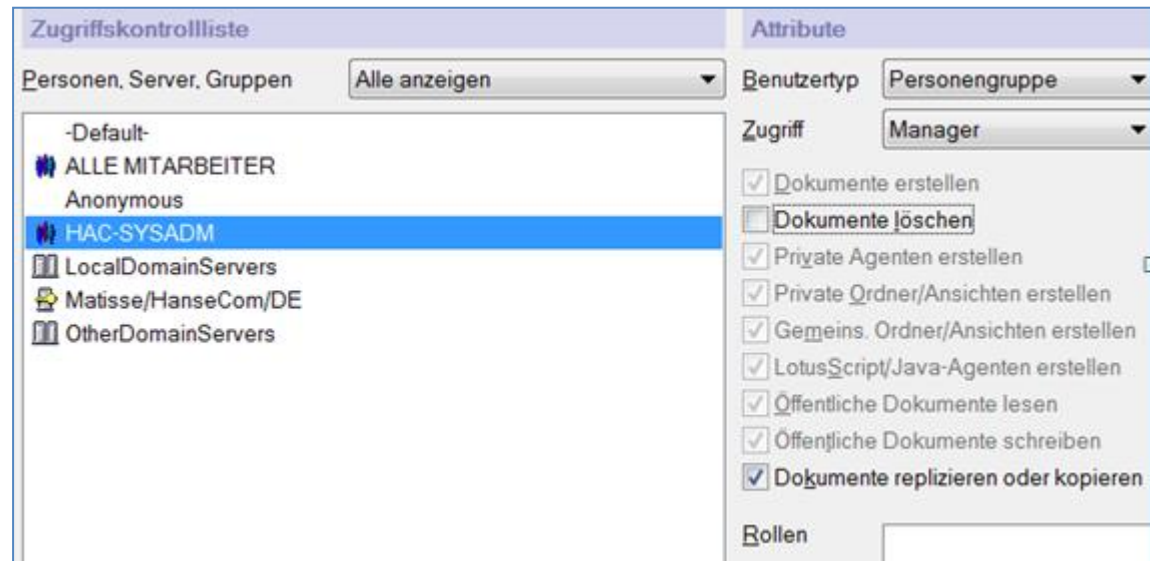 Zugriffskontrollliste
Personen, Server, Gruppen
Alle anzeigen
-Default-
ALLE MITARBEITER
Anonymous
HAC-SYSADM
LocalDomainServers
Matisse/HanseCom/DE
OtherDomainServers
Attribute
Benutzertyp
Personengruppe
Zugriff
Manager
Dokumente erstellen
Dokumente löschen
Private Agenten erstellen
Private Ordner/Ansichten erstellen
Gemeins. Ordner/Ansichten erstellen
LotusScript/Java-Agenten erstellen
Öffentliche Dokumente lesen
Öffentliche Dokumente schreiben
Dokumente replizieren oder kopieren
Rollen